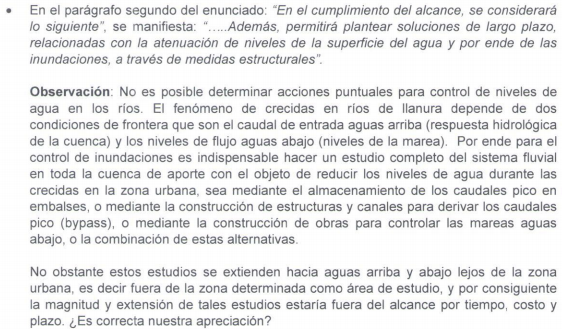 • En el parágrafo segundo del enunciado: "En el cumplimiento del alcance, se considerará
lo siguiente", se manifiesta: ".....Además, permitirá plantear soluciones de largo plazo,
relacionadas con la atenuación de niveles de la superficie del agua y por ende de las
inundaciones, a través de medidas estructurales".
Observación: No es posible determinar acciones puntuales para control de niveles de
agua en los ríos. El fenómeno de crecidas en ríos de llanura depende de dos
condiciones de frontera que son el caudal de entrada aguas arriba (respuesta hidrológica
de la cuenca) y los niveles de flujo aguas abajo (niveles de la marea). Por ende para el
control de inundaciones es indispensable hacer un estudio completo del sistema fluvial
en toda la cuenca de aporte con el objeto de reducir los niveles de agua durante las
crecidas en la zona urbana, sea mediante el almacenamiento de los caudales pico en
embalses, o mediante la construcción de estructuras y canales para derivar los caudales
pico (bypass), o mediante la construcción de obras para controlar las mareas aguas
abajo, o la combinación de estas alternativas.
No obstante estos estudios se extienden hacia aguas arriba y abajo lejos de la zona
urbana, es decir fuera de la zona determinada como área de estudio, y por consiguiente
la magnitud y extensión de tales estudios estaría fuera del alcance por tiempo, costo y
plazo. ¿Es correcta nuestra apreciación?